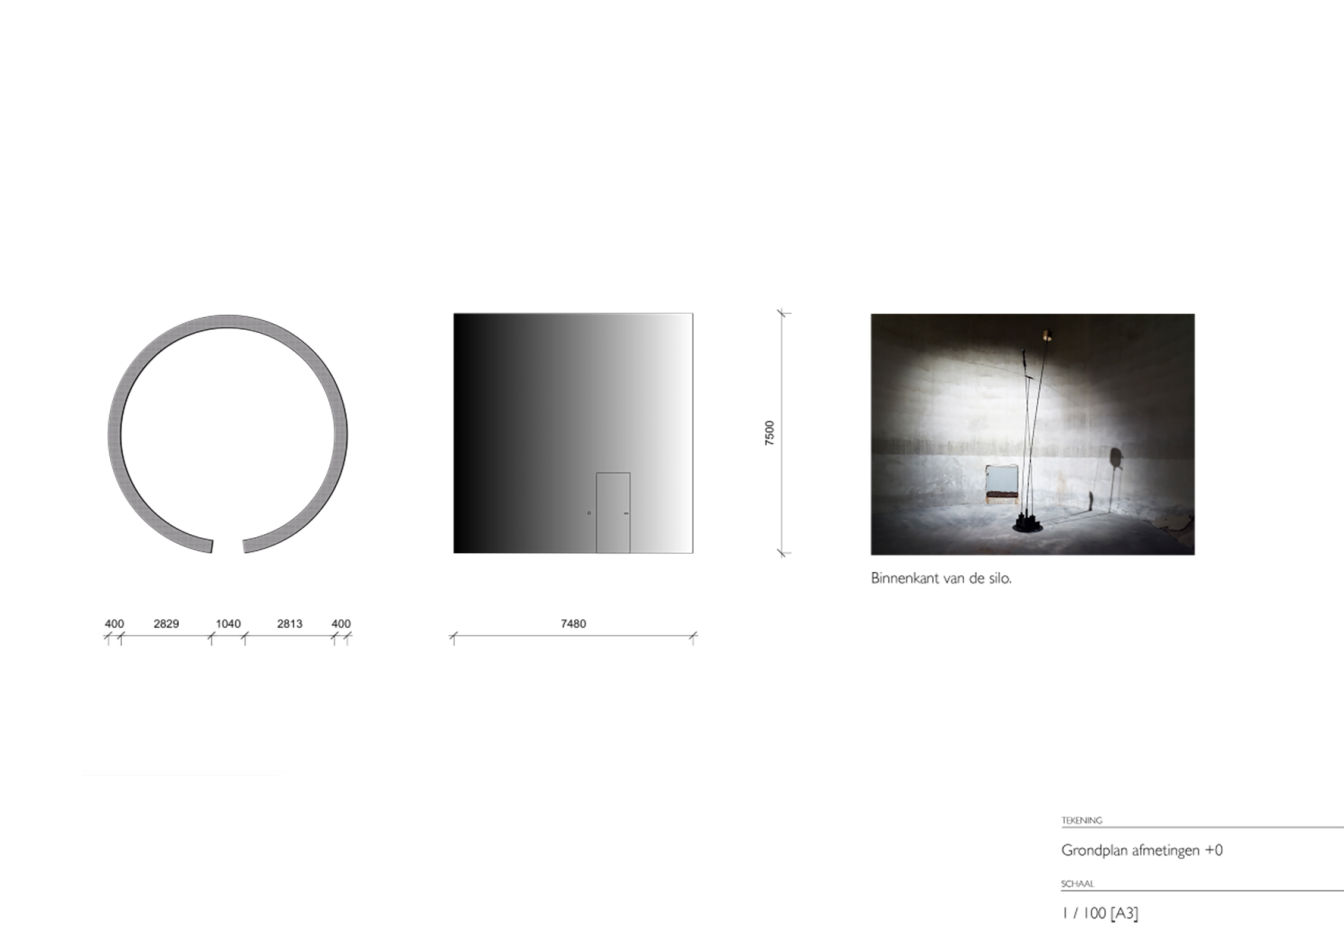 400 2829 1040 2813 400
7480
7500
Binnenkant van de silo.
TEKENING
Grondplan afmetingen +0
SCHAAL
1 / 100 [A3]